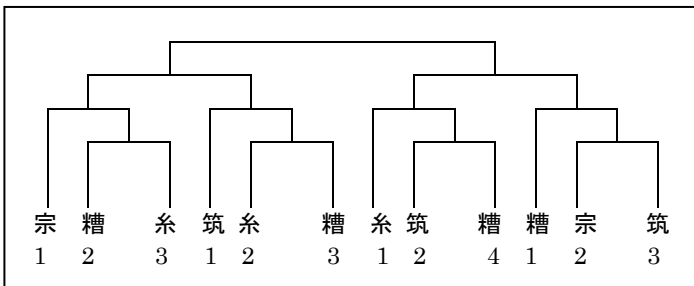 宗 糟 糸 筑 糸 糟 糸 筑 糟 糟 宗 筑
1 2 3 1 2 3 1 2 4 1 2 3